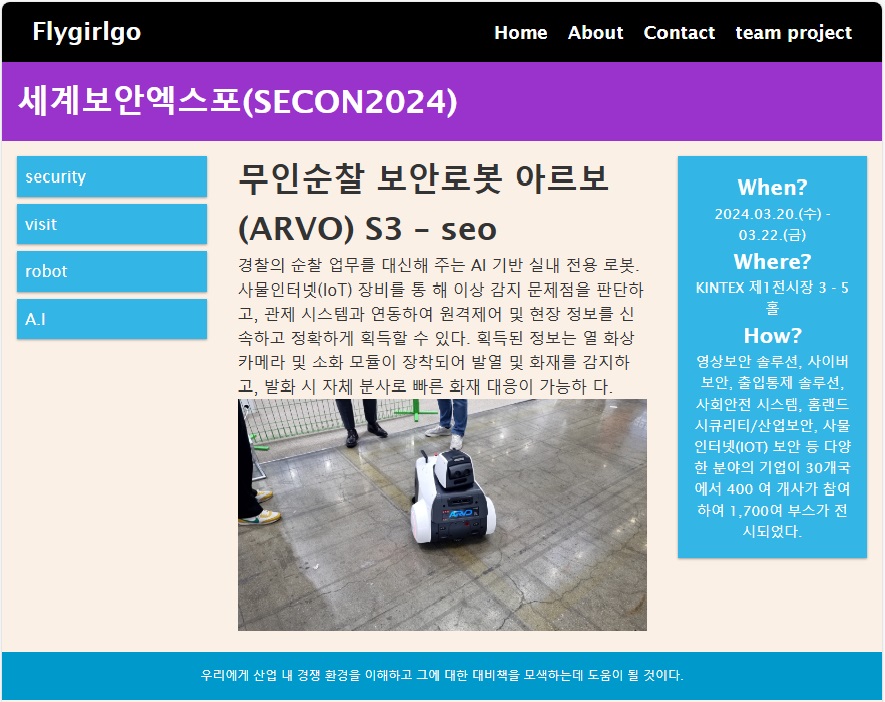 Flygirlgo
Home About Contact team project
세계보안엑스포(SECON2024)
security
visit
robot
A.I
무인순찰 보안로봇 아르보
(ARVO) S3 – seo
경찰의 순찰 업무를 대신해 주는 AI 기반 실내 전용 로봇.
사물인터넷(IoT) 장비를 통 해 이상 감지 문제점을 판단하
고, 관제 시스템과 연동하여 원격제어 및 현장 정보를 신
속하고 정확하게 획득할 수 있다. 획득된 정보는 열 화상
카메라 및 소화 모듈이 장착되어 발열 및 화재를 감지하
고, 발화 시 자체 분사로 빠른 화재 대응이 가능하 다.
ARVO
When?
2024.03.20.(수) -
03.22.(금)
Where?
KINTEX 제1전시장 3 - 5
홀
How?
영상보안 솔루션, 사이버
보안, 출입통제 솔루션,
사회안전 시스템, 홈랜드
시큐리티/산업보안, 사물
인터넷(IOT) 보안 등 다양
한 분야의 기업이 30개국
에서 400 여 개사가 참여
하여 1,700여 부스가 전
시되었다.
우리에게 산업 내 경쟁 환경을 이해하고 그에 대한 대비책을 모색하는데 도움이 될 것이다.